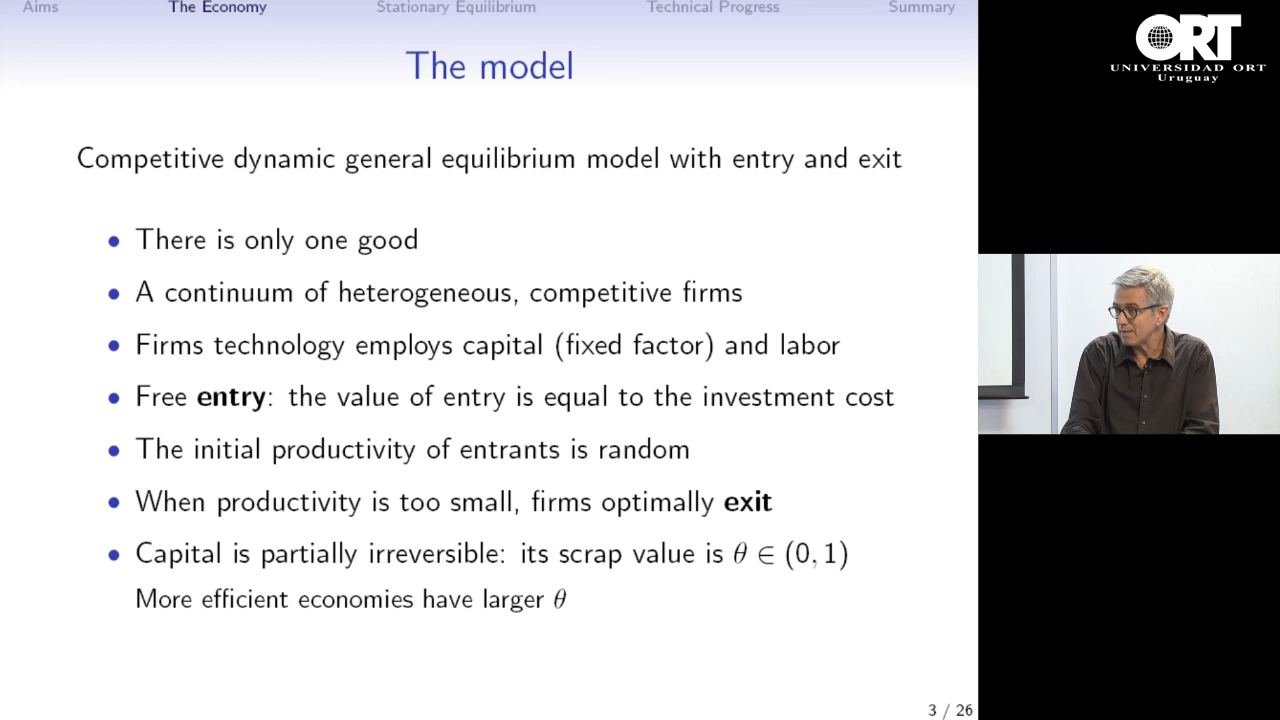 Aims The Economy Stationary Equilibrium Technical Progress Summary
The model
Competitive dynamic general equilibrium model with entry and exit
• There is only one good
• A continuum of heterogeneous, competitive firms
• Firms technology employs capital (fixed factor) and labor
• Free entry: the value of entry is equal to the investment cost
• The initial productivity of entrants is random
• When productivity is too small, firms optimally exit
• Capital is partially irreversible: its scrap value is θ ∈ (0, 1)
More efficient economies have larger θ
3 / 26
ORT
UNIVERSIDAD ORT
Uruguay